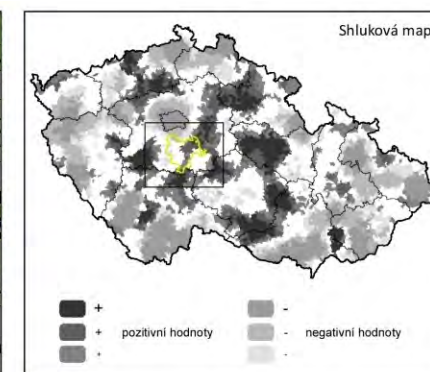 Shluková map
+ -
+ pozitivní hodnoty - negativní hodnoty
+ -